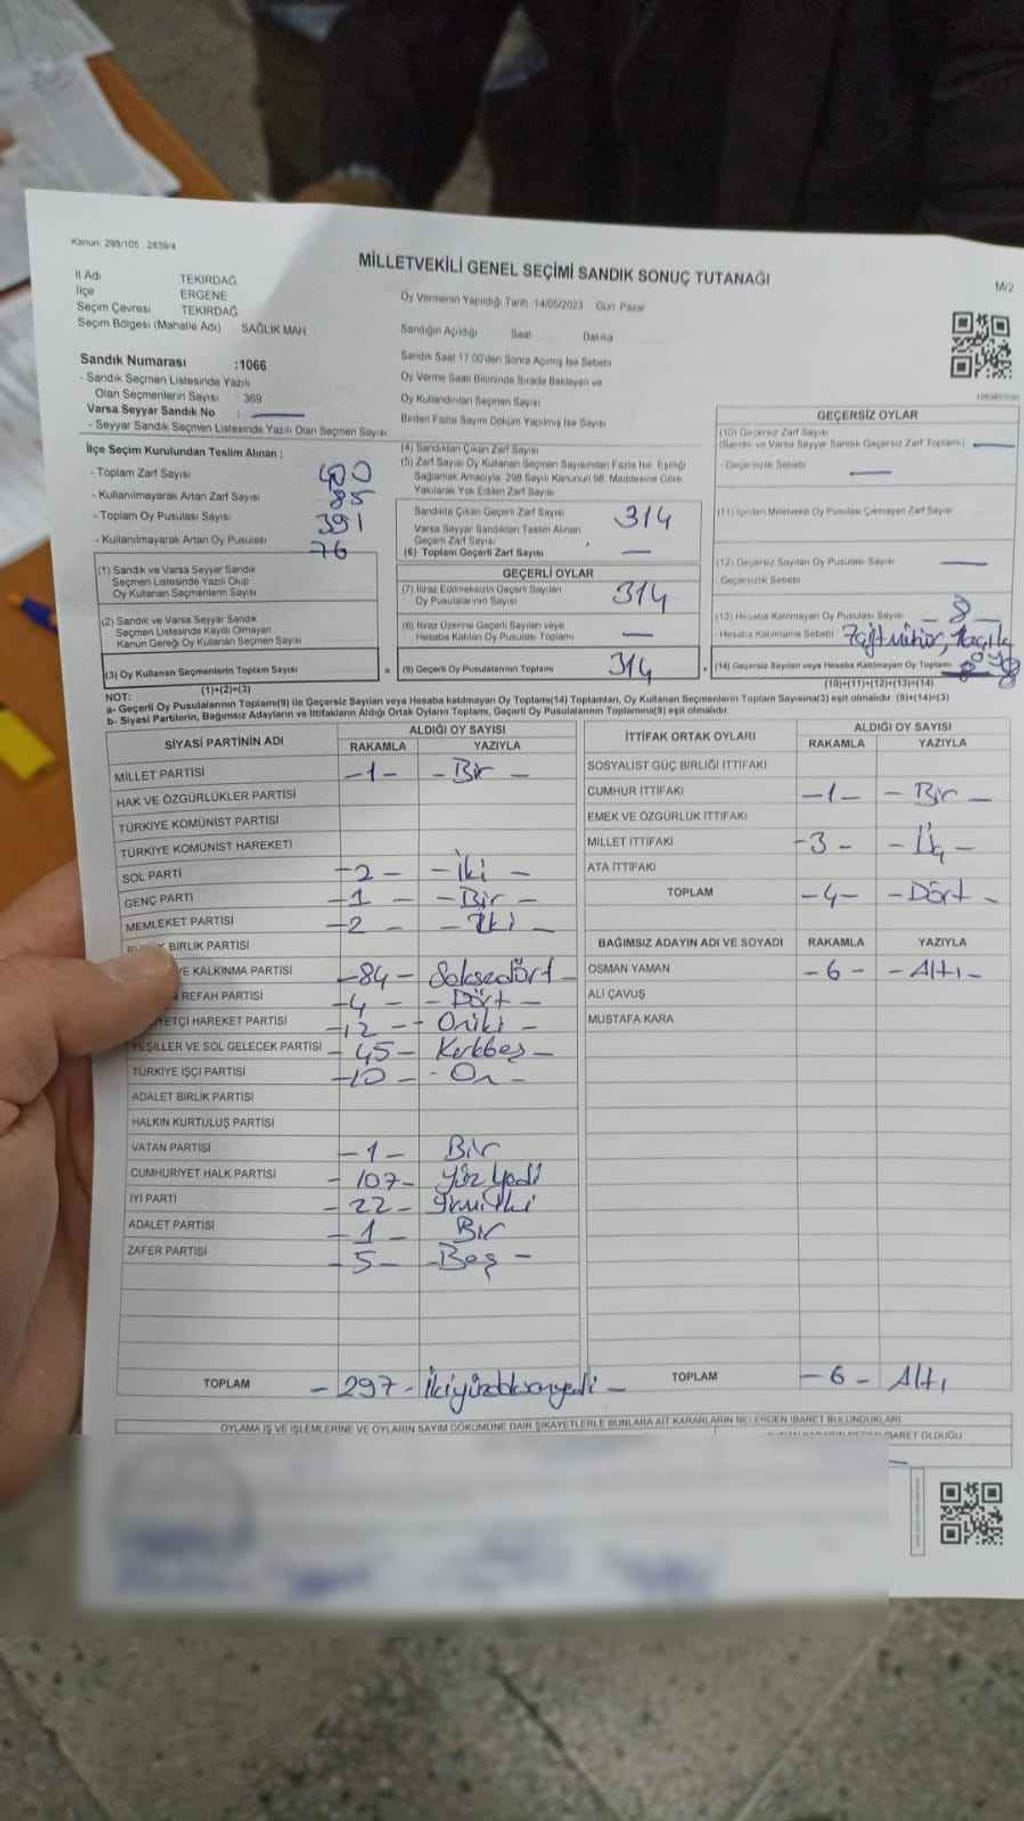 Kanun: 298/105 , 2839/4
MİLLETVEKİLİ GENEL SEÇİMİ SANDIK SONUÇ TUTANAĞI
M/2
İl Adı TEKİRDAĞ
İlçe ERGENE
Seçim Çevresi TEKİRDAĞ
Seçim Bölgesi (Mahalle Adı) SAĞLIK MAH
Oy Vermenin Yapıldığı Tarih :14/05/2023 Gün Pazar
Sandığın Açıldığı Saat Dakika
Sandık Saat 17:00'den Sonra Açılmış İse Sebebi
Oy Verme Saati Bitiminde Sırada Bekleyen ve
Oy Kullandırılan Seçmen Sayısı
Birden Fazla Sayım Döküm Yapılmış İse Sayısı
Sandık Numarası :1066
- Sandık Seçmen Listesinde Yazılı
Olan Seçmenlerin Sayısı 369
Varsa Seyyar Sandık No : —
- Seyyar Sandık Seçmen Listesinde Yazılı Olan Seçmen Sayısı
İlçe Seçim Kurulundan Teslim Alınan ;
- Toplam Zarf Sayısı 400
- Kullanılmayarak Artan Zarf Sayısı 85
- Toplam Oy Pusulası Sayısı 391
- Kullanılmayarak Artan Oy Pusulası 76
(1) Sandık ve Varsa Seyyar Sandık
Seçmen Listesinde Yazılı Olup
Oy Kullanan Seçmenlerin Sayısı
(2) Sandık ve Varsa Seyyar Sandık
Seçmen Listesinde Kayıtlı Olmayan
Kanun Gereği Oy Kullanan Seçmen Sayısı
(3) Oy Kullanan Seçmenlerin Toplam Sayısı
(1)+(2)=(3)
(4) Sandıktan Çıkan Zarf Sayısı
(5) Zarf Sayısı Oy Kullanan Seçmen Sayısından Fazla İse, Eşitliği
Sağlamak Amacıyla, 298 Sayılı Kanunun 98. Maddesine Göre
Yakılarak Yok Edilen Zarf Sayısı
Sandıkta Çıkan Geçerli Zarf Sayısı 314
Varsa Seyyar Sandıktan Teslim Alınan
Geçerli Zarf Sayısı
(6) Toplam Geçerli Zarf Sayısı —
GEÇERLİ OYLAR
(7) İtiraz Edilmeksizin Geçerli Sayılan
Oy Pusulalarının Sayısı 314
(8) İtiraz Üzerine Geçerli Sayılan veya
Hesaba Katılan Oy Pusulası Toplamı —
= (9) Geçerli Oy Pusulalarının Toplamı 314
GEÇERSİZ OYLAR
(10) Geçersiz Zarf Sayısı
(Sandık ve Varsa Seyyar Sandık Geçersiz Zarf Toplamı) —
- Geçersizlik Sebebi —
(11) İçinden Milletvekili Oy Pusulası Çıkmayan Zarf Sayısı
(12) Geçersiz Sayılan Oy Pusulası Sayısı —
Geçersizlik Sebebi
(13) Hesaba Katılmayan Oy Pusulası Sayısı 8
- Hesaba Katılmama Sebebi
+ (14) Geçersiz Sayılan veya Hesaba Katılmayan Oy Toplamı
(10)+(11)+(12)+(13)=(14)
NOT:
a- Geçerli Oy Pusulalarının Toplamı(9) ile Geçersiz Sayılan veya Hesaba katılmayan Oy Toplamı(14) Toplamları, Oy Kullanan Seçmenlerin Toplam Sayısına(3) eşit olmalıdır. (9)+(14)=(3)
b- Siyasi Partilerin, Bağımsız Adayların ve İttifakların Aldığı Ortak Oyların Toplamı, Geçerli Oy Pusulalarının Toplamına(9) eşit olmalıdır.
SİYASİ PARTİNİN ADI ALDIĞI OY SAYISI
RAKAMLA YAZIYLA
MİLLET PARTİSİ -1- - Bir -
HAK VE ÖZGÜRLÜKLER PARTİSİ
TÜRKİYE KOMÜNİST PARTİSİ
TÜRKİYE KOMÜNİST HAREKETİ
SOL PARTİ -2- - İki -
GENÇ PARTİ -1- - Bir -
MEMLEKET PARTİSİ -2- - İki -
BİRLİK PARTİSİ
VE KALKINMA PARTİSİ -84- Seksedört -
REFAH PARTİSİ -4- - Dört -
ETÇİ HAREKET PARTİSİ -12- - Oniki -
YEŞİLLER VE SOL GELECEK PARTİSİ - 45 - Kırkbeş -
TÜRKİYE İŞÇİ PARTİSİ -10- - On -
ADALET BİRLİK PARTİSİ
HALKIN KURTULUŞ PARTİSİ
VATAN PARTİSİ -1- Bir
CUMHURİYET HALK PARTİSİ - 107- Yüz Yedi
İYİ PARTİ - 22 - Yirmi İki
ADALET PARTİSİ -1- Bir
ZAFER PARTİSİ -5- - Beş -
TOPLAM - 297 - İkiyüzdoksanyedi -
İTTİFAK ORTAK OYLARI ALDIĞI OY SAYISI
RAKAMLA YAZIYLA
SOSYALİST GÜÇ BİRLİĞİ İTTİFAKI
CUMHUR İTTİFAKI -1- - Bir -
EMEK VE ÖZGÜRLÜK İTTİFAKI
MİLLET İTTİFAKI -3- - Üç -
ATA İTTİFAKI
TOPLAM -4- - Dört -
BAĞIMSIZ ADAYIN ADI VE SOYADI RAKAMLA YAZIYLA
OSMAN YAMAN - 6 - - Altı -
ALİ ÇAVUŞ
MUSTAFA KARA
TOPLAM - 6 - Altı
OYLAMA İŞ VE İŞLEMLERİNE VE OYLARIN SAYIM DÖKÜMÜNE DAİR ŞİKAYETLERLE BUNLARA AİT KARARLARIN NELERDEN İBARET BULUNDUKLARI